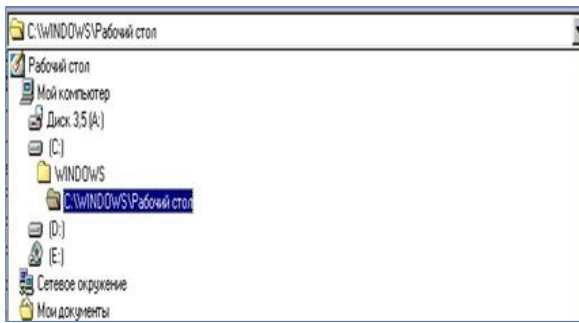 C:\WINDOWS\Рабочий стол
Рабочий стол
Мой компьютер
Диск 3,5 (A:)
(C:)
WINDOWS
C:\WINDOWS\Рабочий стол
(D:)
(E:)
Сетевое окружение
Мои документы